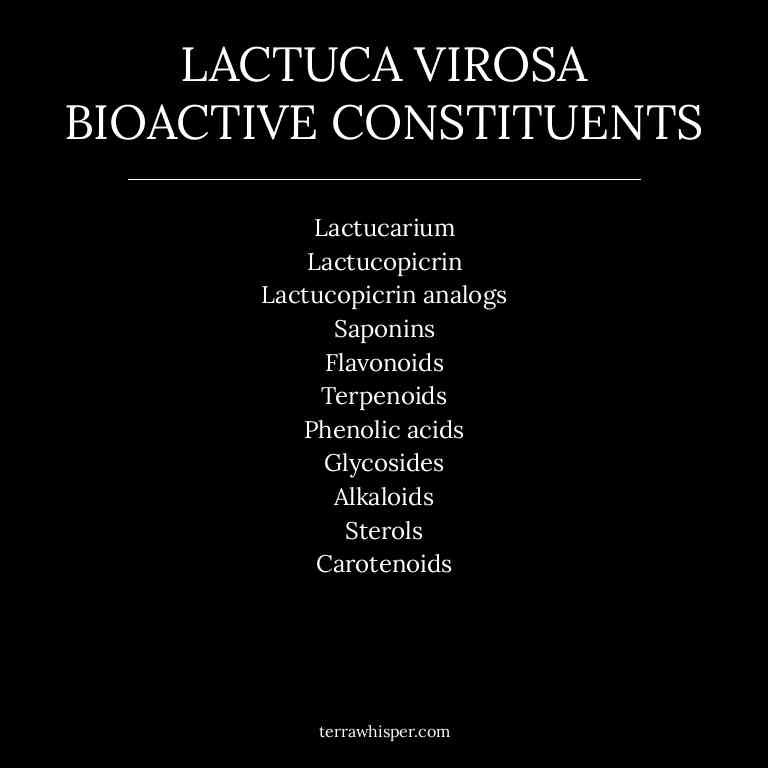 LACTUCA VIROSA
BIOACTIVE CONSTITUENTS
Lactucarium
Lactucopicrin
Lactucopicrin analogs
Saponins
Flavonoids
Terpenoids
Phenolic acids
Glycosides
Alkaloids
Sterols
Carotenoids
terrawhisper.com